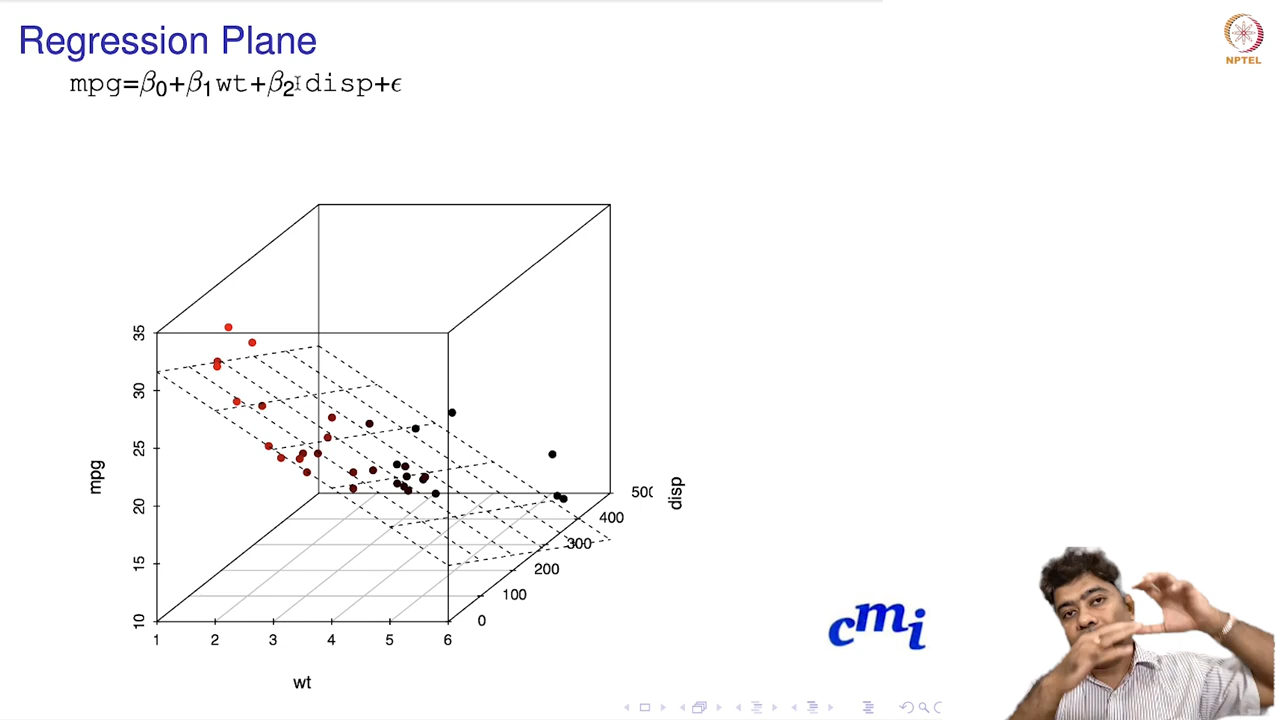 Regression Plane
mpg=β₀+β₁wt+β₂disp+ϵ
NPTEL
35
30
25
20
15
10
mpg
1 2 3 4 5 6
wt
0
100
200
300
400
500
disp
cmi